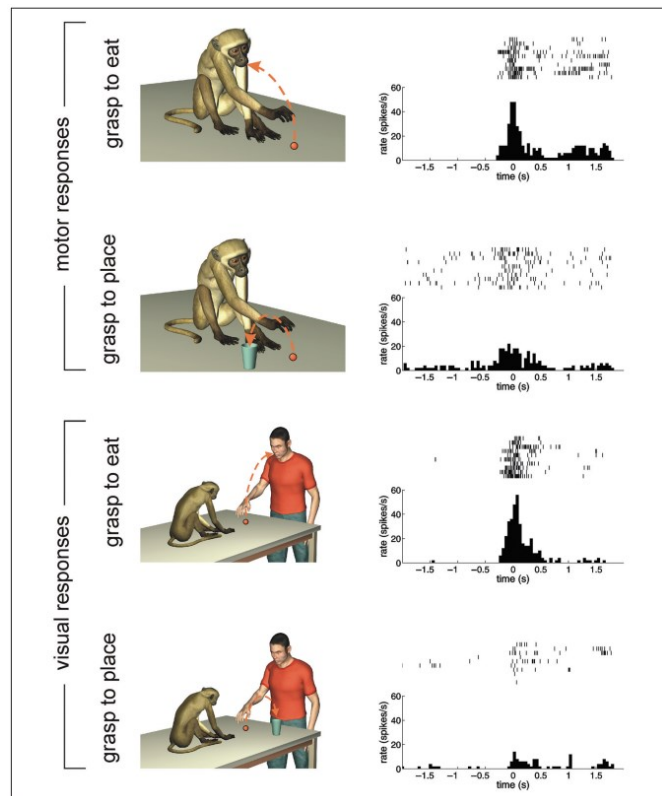 motor responses
grasp to eat
60
40
20
0
rate (spikes/s)
−1.5 −1 −0.5 0 0.5 1 1.5
time (s)
grasp to place
60
40
20
0
rate (spikes/s)
−1.5 −1 −0.5 0 0.5 1 1.5
time (s)
visual responses
grasp to eat
60
40
20
0
rate (spikes/s)
−1.5 −1 −0.5 0 0.5 1 1.5
time (s)
grasp to place
60
40
20
0
rate (spikes/s)
−1.5 −1 −0.5 0 0.5 1 1.5
time (s)